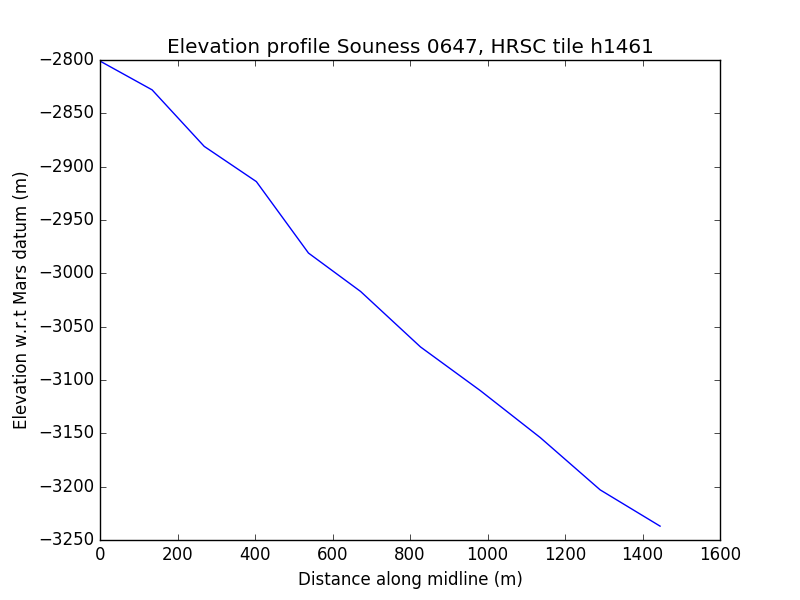 Elevation profile Souness 0647, HRSC tile h1461
−2800
−2850
−2900
−2950
−3000
−3050
−3100
−3150
−3200
−3250
Elevation w.r.t Mars datum (m)
0 200 400 600 800 1000 1200 1400 1600
Distance along midline (m)